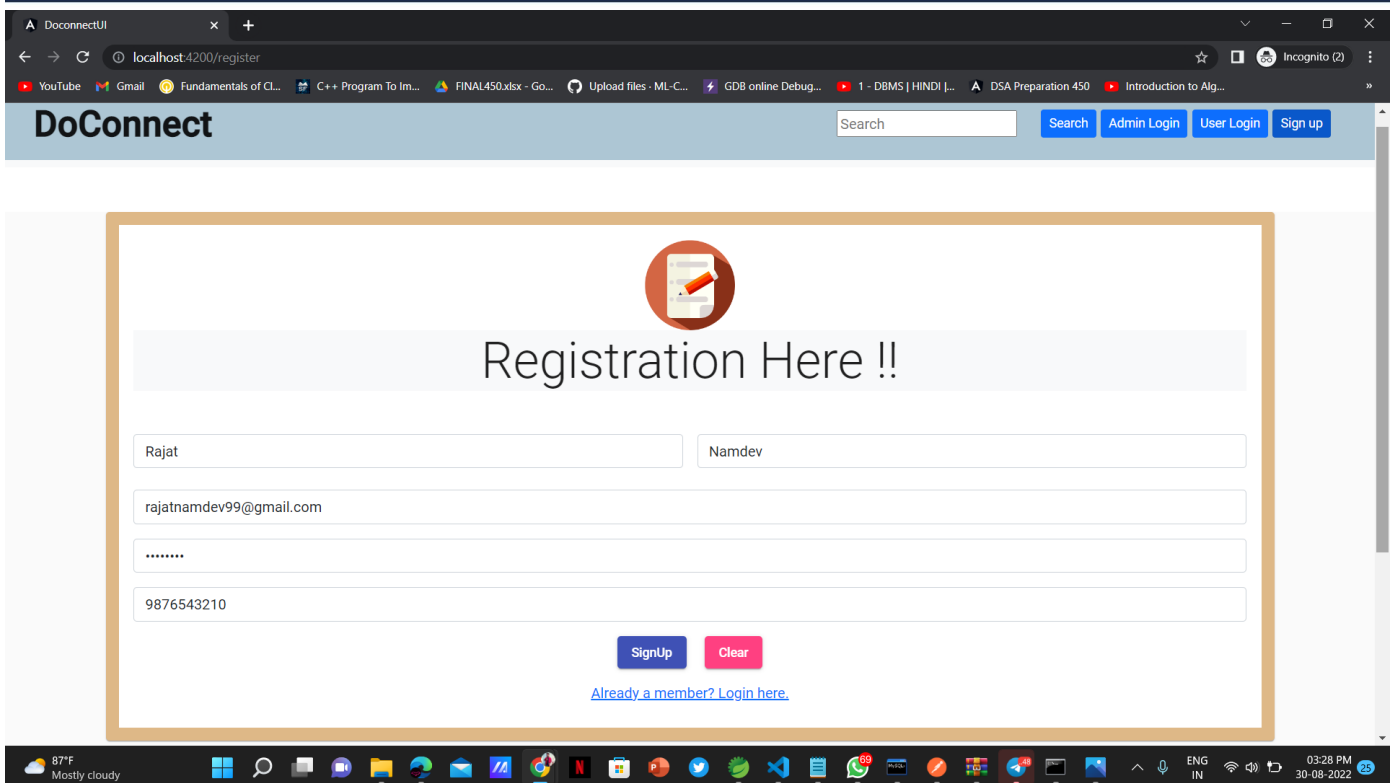 DoconnectUI
localhost:4200/register
Incognito (2)
YouTube Gmail Fundamentals of Cl... C++ Program To Im... FINAL450.xlsx - Go... Upload files · ML-C... GDB online Debug... 1 - DBMS | HINDI |... DSA Preparation 450 Introduction to Alg... »
DoConnect
Search
Search Admin Login User Login Sign up
Registration Here !!
Rajat Namdev
rajatnamdev99@gmail.com
••••••••
9876543210
SignUp Clear
Already a member? Login here.
87°F
Mostly cloudy
69
48
ENG
IN
03:28 PM
30-08-2022
25